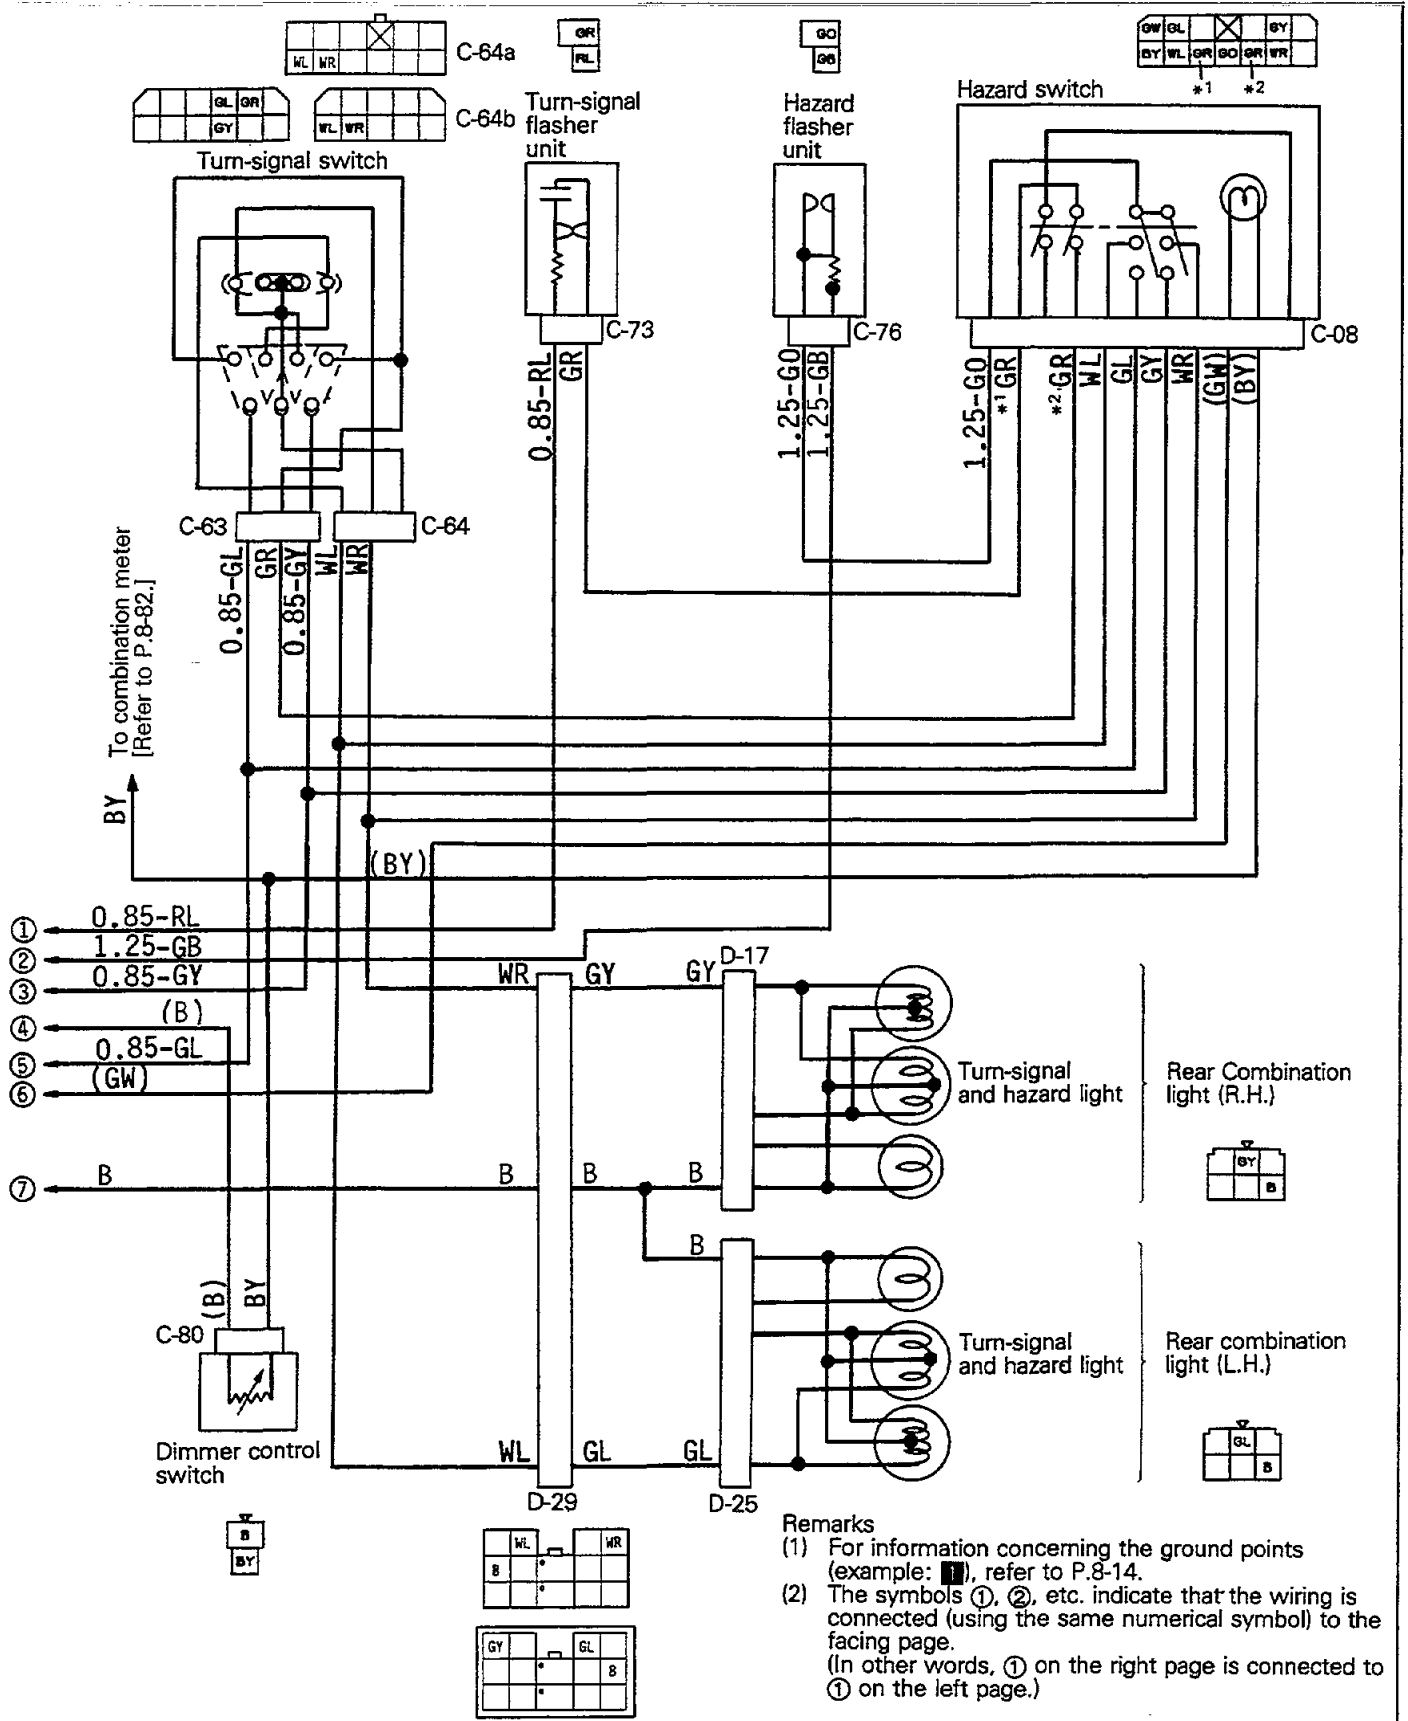 GR
GO
GW GL GY
C-64a
RL
GB
BY WL GR GO GR WR
WL WR
*1 *2
GL GR
GY
WL WR
C-64b
Turn-signal
flasher
unit
Hazard
flasher
unit
Hazard switch
Turn-signal switch
C-73
C-76
C-08
0.85-RL
GR
1.25-GO
1.25-GB
1.25-GO
*1 GR
*2 GR
WL
GL
GY
WR
(GW)
(BY)
C-63
C-64
0.85-GL
GR
0.85-GY
WL
WR
To combination meter
[Refer to P.8-82.]
BY
(BY)
① 0.85-RL
② 1.25-GB
③ 0.85-GY
④ (B)
⑤ 0.85-GL
⑥ (GW)
⑦ B
D-17
WR GY GY
Turn-signal
and hazard light
Rear Combination
light (R.H.)
GY
B
B B B
B
(B)
BY
C-80
Turn-signal
and hazard light
Rear combination
light (L.H.)
GL
B
Dimmer control
switch
WL GL GL
D-29
D-25
B
BY
WL WR
B
GY GL
B
Remarks
(1) For information concerning the ground points
(example: 1), refer to P.8-14.
(2) The symbols ①, ②, etc. indicate that the wiring is
connected (using the same numerical symbol) to the
facing page.
(In other words, ① on the right page is connected to
① on the left page.)